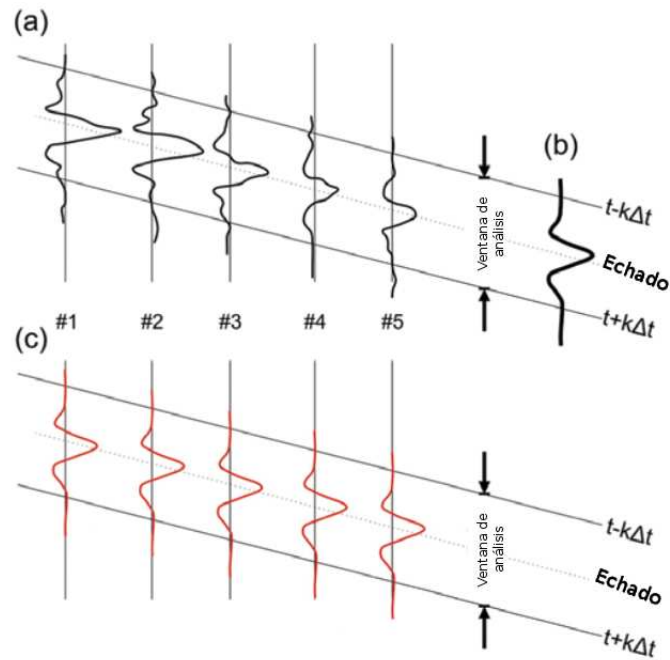 (a)
(b)
t-kΔt
Ventana de
análisis
Echado
t+kΔt
#1 #2 #3 #4 #5
(c)
t-kΔt
Ventana de
análisis
Echado
t+kΔt